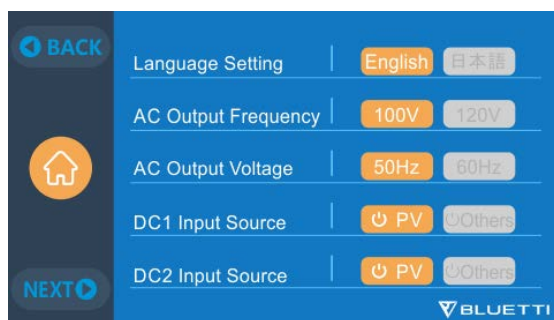 BACK
Language Setting English 日本語
AC Output Frequency 100V 120V
AC Output Voltage 50Hz 60Hz
DC1 Input Source PV Others
DC2 Input Source PV Others
NEXT
BLUETTI